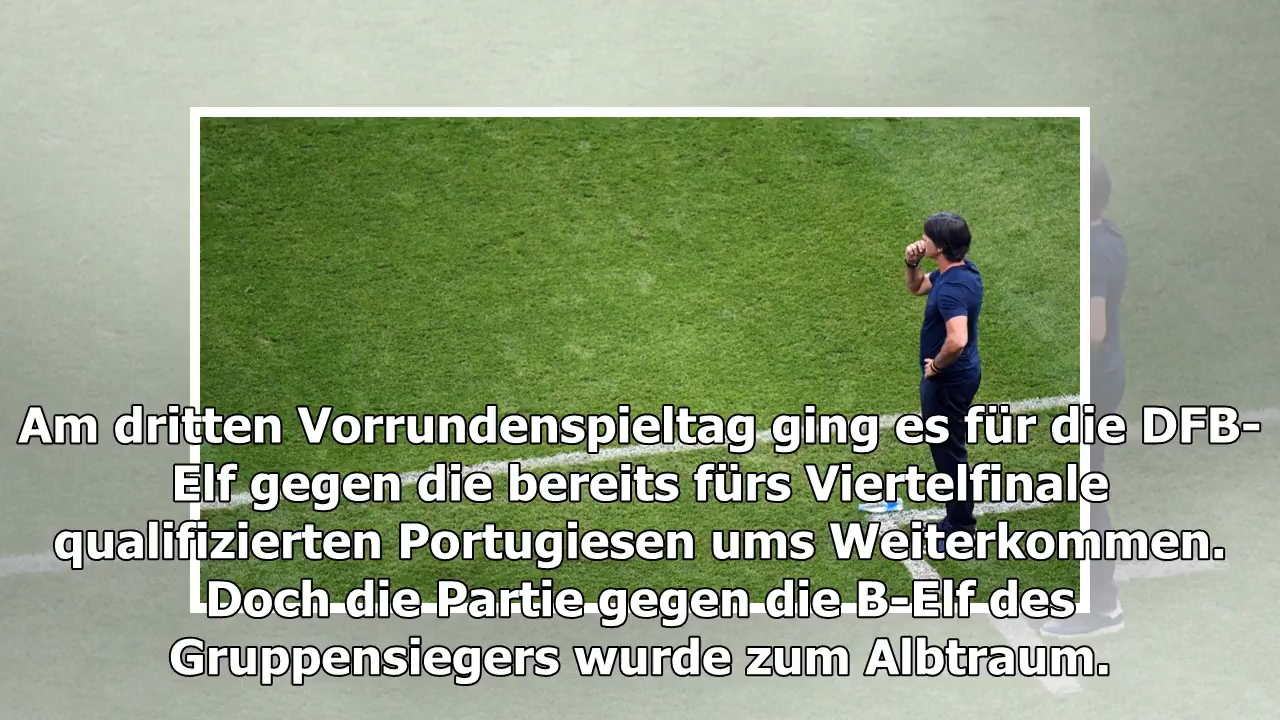 Am dritten Vorrundenspieltag ging es für die DFB-
Elf gegen die bereits fürs Viertelfinale
qualifizierten Portugiesen ums Weiterkommen.
Doch die Partie gegen die B-Elf des
Gruppensiegers wurde zum Albtraum.